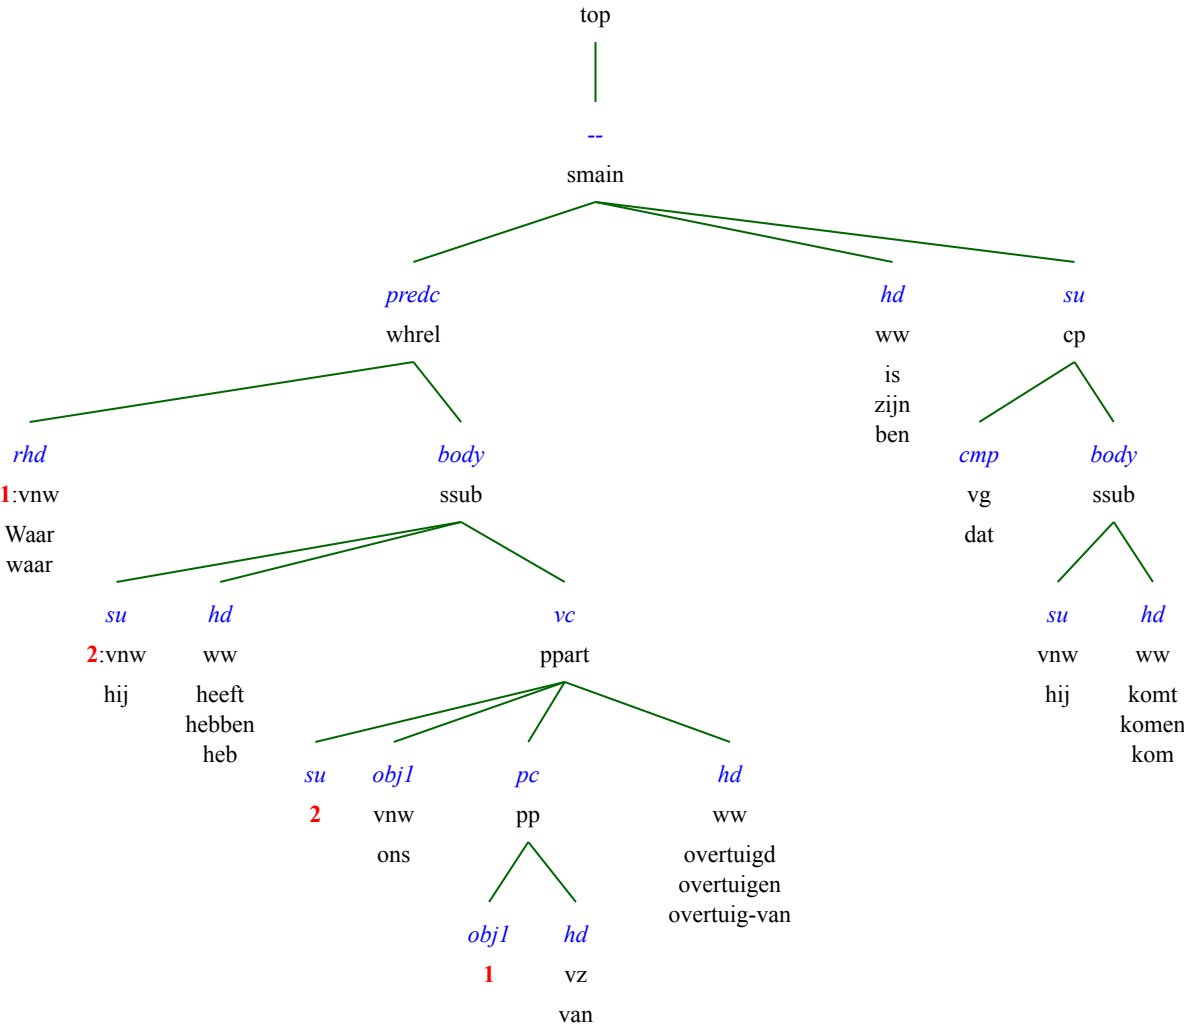 top
--
smain
predc hd su
whrel ww cp
is
zijn
ben
rhd body cmp body
1:vnw ssub vg ssub
Waar dat
waar
su hd vc su hd
2:vnw ww ppart vnw ww
hij heeft hij komt
hebben komen
heb kom
su obj1 pc hd
2 vnw pp ww
ons overtuigd
overtuigen
overtuig-van
obj1 hd
1 vz
van